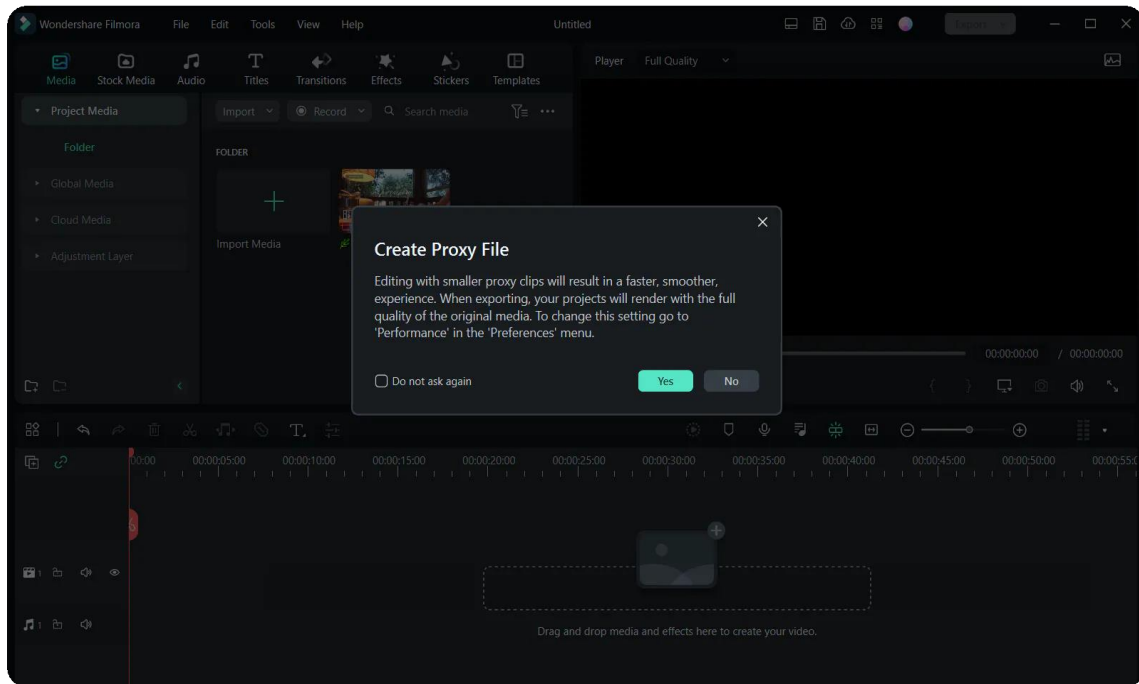 Wondershare Filmora File Edit Tools View Help Untitled Export
Media Stock Media Audio Titles Transitions Effects Stickers Templates
Player Full Quality
Project Media
Import Record Search media
Folder
FOLDER
Global Media
Cloud Media
Import Media
Adjustment Layer
Create Proxy File
Editing with smaller proxy clips will result in a faster, smoother,
experience. When exporting, your projects will render with the full
quality of the original media. To change this setting go to
'Performance' in the 'Preferences' menu.
Do not ask again Yes No
00:00:00:00 / 00:00:00:00
00:00 00:00:05:00 00:00:10:00 00:00:15:00 00:00:20:00 00:00:25:00 00:00:30:00 00:00:35:00 00:00:40:00 00:00:45:00 00:00:50:00 00:00:55:0
1
1
Drag and drop media and effects here to create your video.